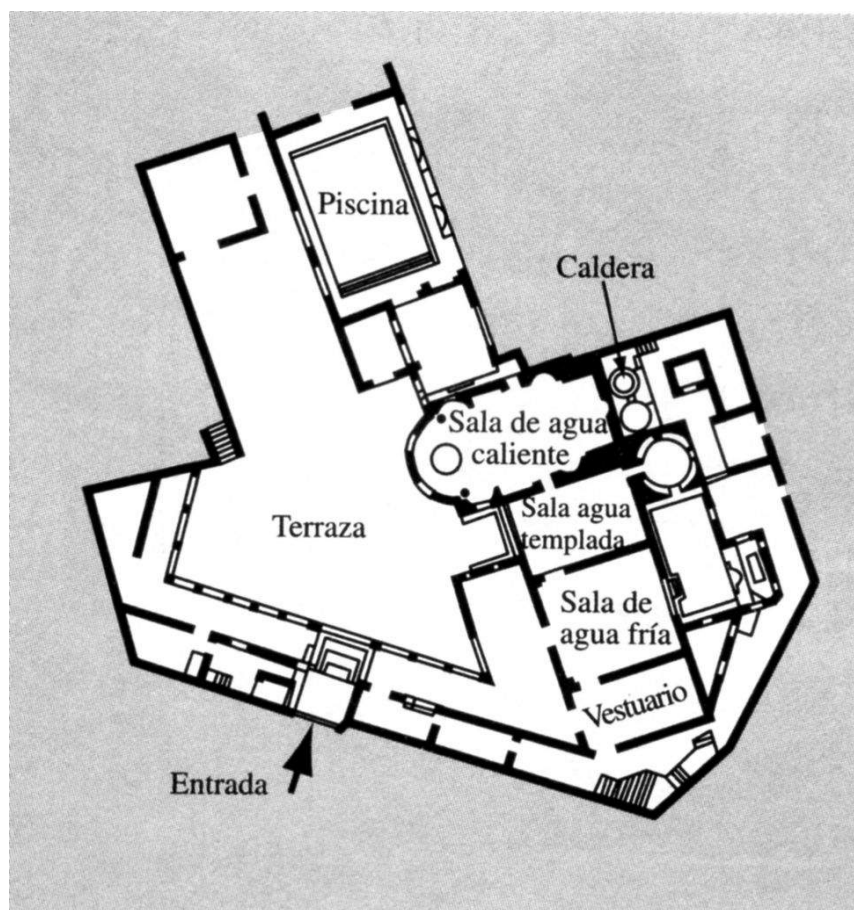 Piscina
Caldera
Sala de agua
caliente
Sala agua
templada
Terraza
Sala de
agua fría
Vestuario
Entrada